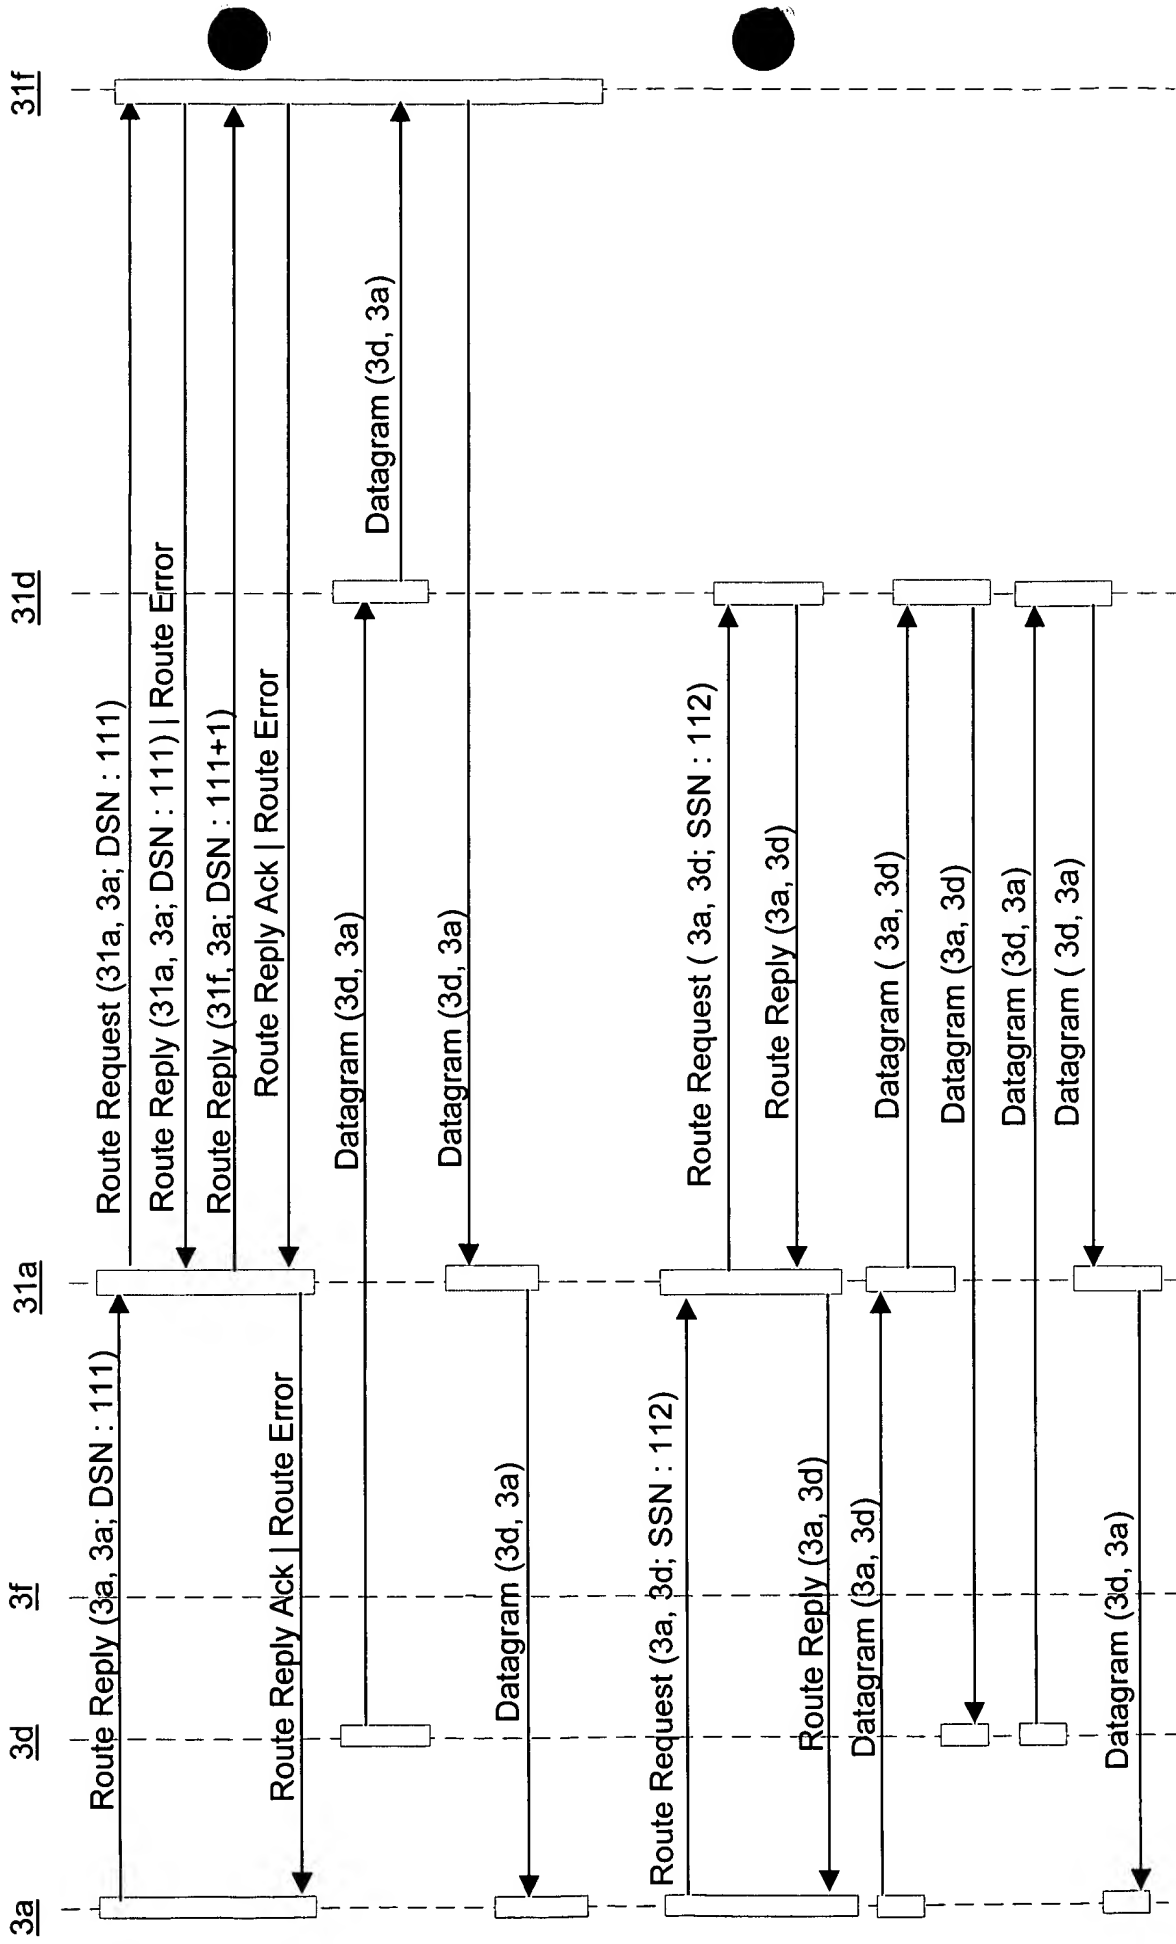 3a
3d
3f
31a
31d
31f
Route Reply (3a, 3a; DSN : 111)
Route Request (31a, 3a; DSN : 111)
Route Reply (31a, 3a; DSN : 111) | Route Error
Route Reply (31f, 3a; DSN : 111+1)
Route Reply Ack | Route Error
Route Reply Ack | Route Error
Datagram (3d, 3a)
Datagram (3d, 3a)
Datagram (3d, 3a)
Datagram (3d, 3a)
Route Request (3a, 3d; SSN : 112)
Route Request ( 3a, 3d; SSN : 112)
Route Reply (3a, 3d)
Route Reply (3a, 3d)
Datagram (3a, 3d)
Datagram ( 3a, 3d)
Datagram (3a, 3d)
Datagram (3d, 3a)
Datagram ( 3d, 3a)
Datagram (3d, 3a)